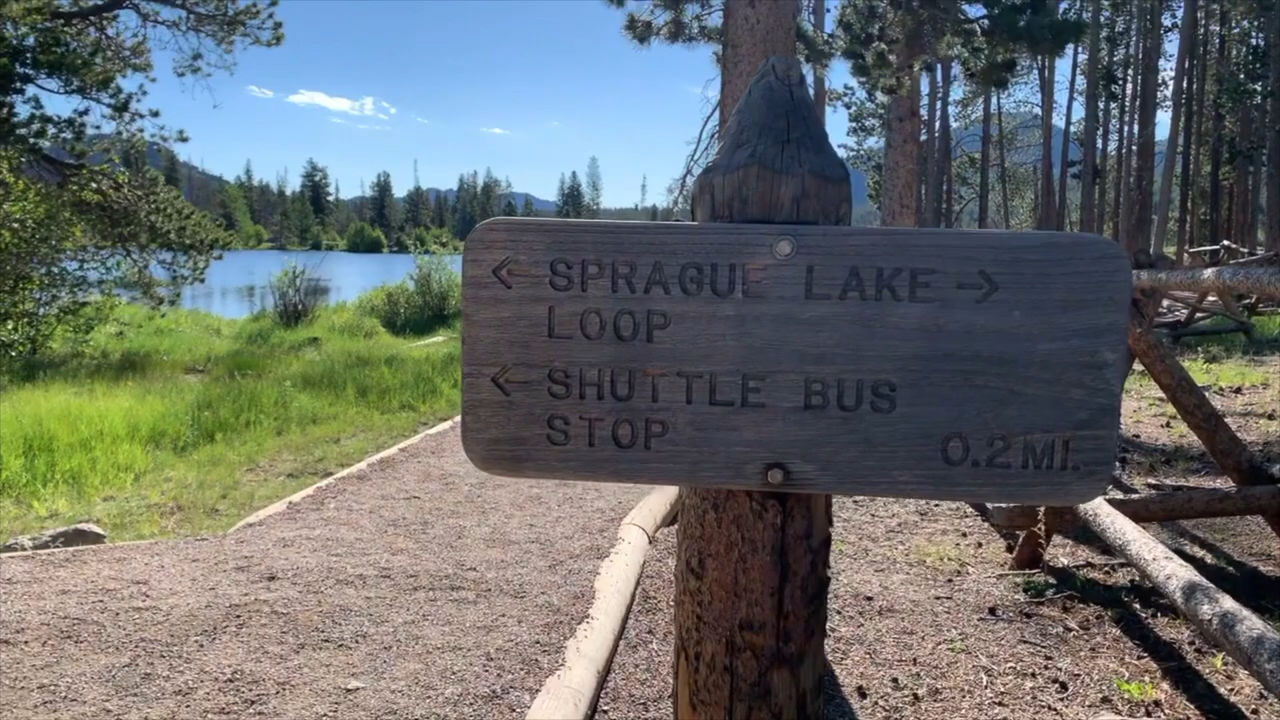 ← SPRAGUE LAKE →
LOOP
← SHUTTLE BUS
STOP 0.2 MI.